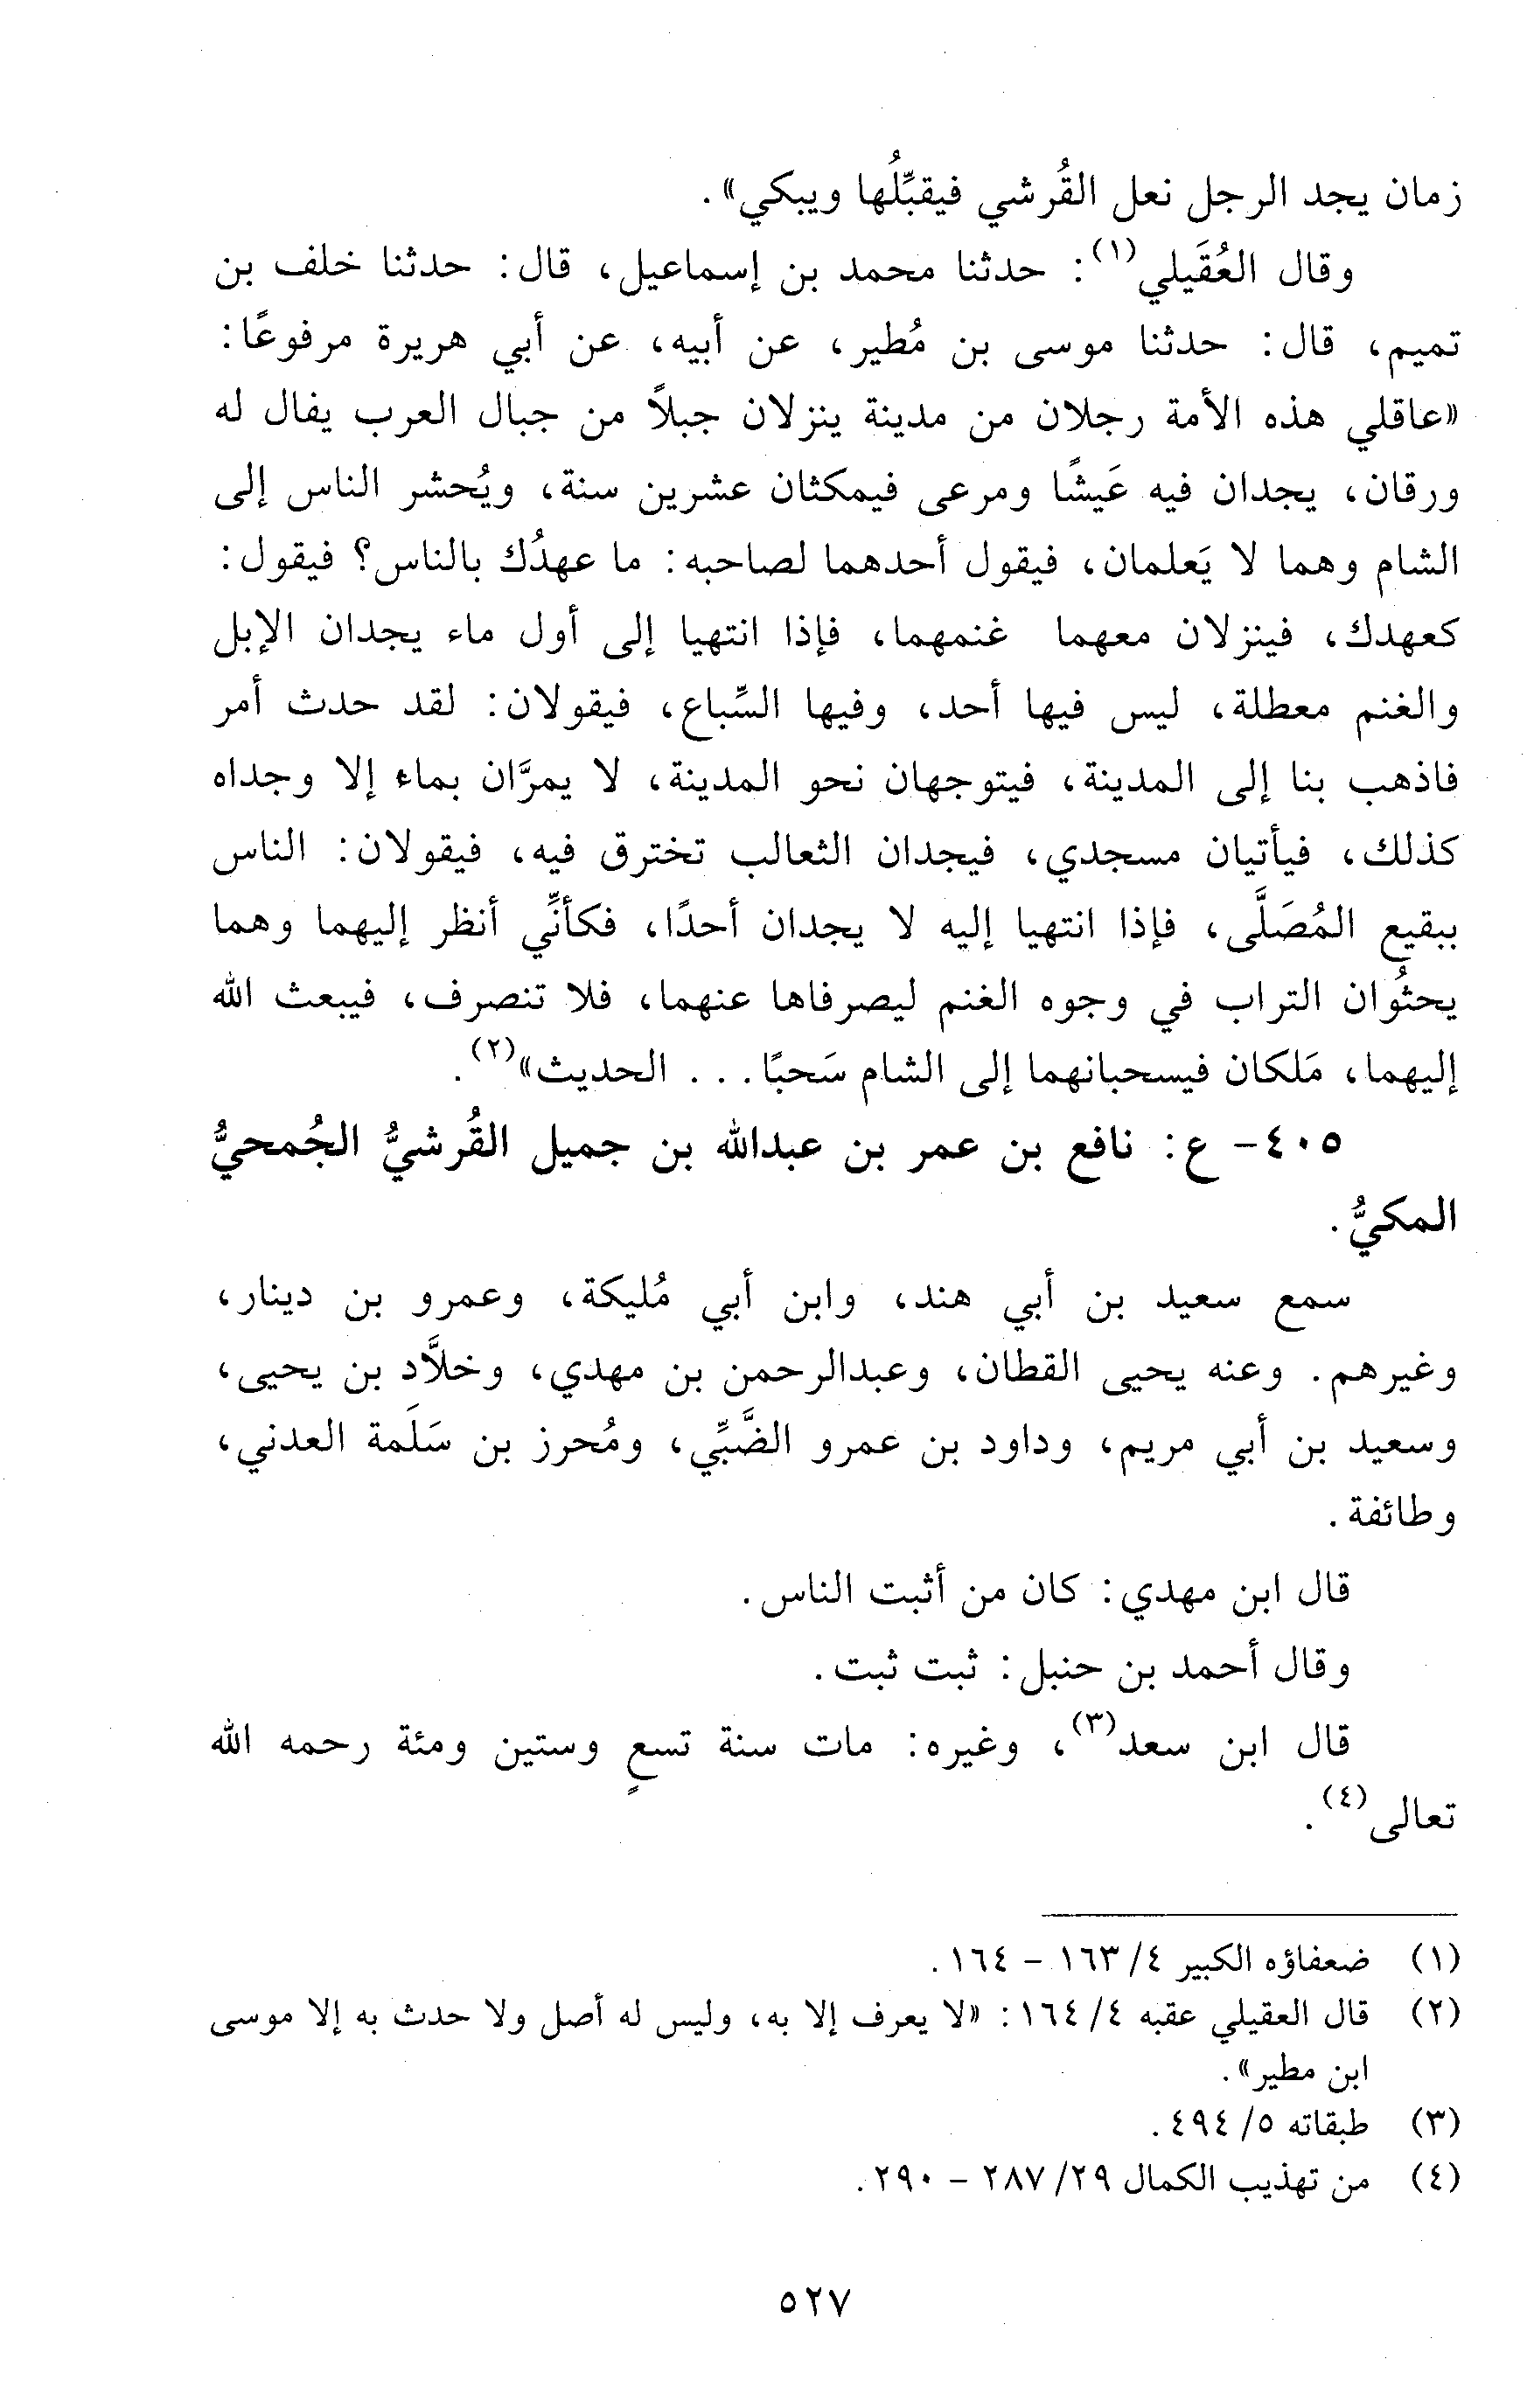 زمان يجد الرجل نعل القُرشي فيقبِّلُها ويبكي».
وقال العُقَيلي(١): حدثنا محمد بن إسماعيل، قال: حدثنا خلف بن
تميم، قال: حدثنا موسى بن مُطير، عن أبيه، عن أبي هريرة مرفوعًا:
«عاقلي هذه الأمة رجلان من مدينة ينزلان جبلاً من جبال العرب يفال له
ورقان، يجدان فيه عَيشًا ومرعى فيمكثان عشرين سنة، ويُحشر الناس إلى
الشام وهما لا يَعلمان، فيقول أحدهما لصاحبه: ما عهدُك بالناس؟ فيقول:
كعهدك، فينزلان معهما غنمهما، فإذا انتهيا إلى أول ماء يجدان الإبل
والغنم معطلة، ليس فيها أحد، وفيها السِّباع، فيقولان: لقد حدث أمر
فاذهب بنا إلى المدينة، فيتوجهان نحو المدينة، لا يمرَّان بماء إلا وجداه
كذلك، فيأتيان مسجدي، فيجدان الثعالب تخترق فيه، فيقولان: الناس
ببقيع المُصَلَّى، فإذا انتهيا إليه لا يجدان أحدًا، فكأنِّي أنظر إليهما وهما
يحثُوان التراب في وجوه الغنم ليصرفاها عنهما، فلا تنصرف، فيبعث الله
إليهما، مَلكان فيسحبانهما إلى الشام سَحبًا... الحديث»(٢).
٤٠٥- ع: نافع بن عمر بن عبدالله بن جميل القُرشيُّ الجُمحيُّ
المكيُّ.
سمع سعيد بن أبي هند، وابن أبي مُليكة، وعمرو بن دينار،
وغيرهم. وعنه يحيى القطان، وعبدالرحمن بن مهدي، وخلاَّد بن يحيى،
وسعيد بن أبي مريم، وداود بن عمرو الضَّبِّي، ومُحرز بن سَلَمة العدني،
وطائفة.
قال ابن مهدي: كان من أثبت الناس.
وقال أحمد بن حنبل: ثبت ثبت.
قال ابن سعد(٣)، وغيره: مات سنة تسعٍ وستين ومئة رحمه الله
تعالى(٤).
(١) ضعفاؤه الكبير ٤/ ١٦٣ - ١٦٤.
(٢) قال العقيلي عقبه ٤/ ١٦٤: «لا يعرف إلا به، وليس له أصل ولا حدث به إلا موسى
ابن مطير».
(٣) طبقاته ٥/ ٤٩٤.
(٤) من تهذيب الكمال ٢٩/ ٢٨٧ - ٢٩٠.
٥٢٧